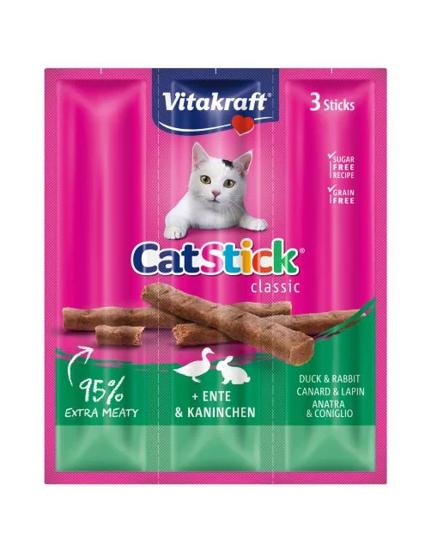 Vitakraft
3 Sticks
SUGAR
FREE
RECIPE
GRAIN
FREE
CatStick®
classic
95%
EXTRA MEATY
+ ENTE
& KANINCHEN
DUCK & RABBIT
CANARD & LAPIN
ANATRA
& CONIGLIO